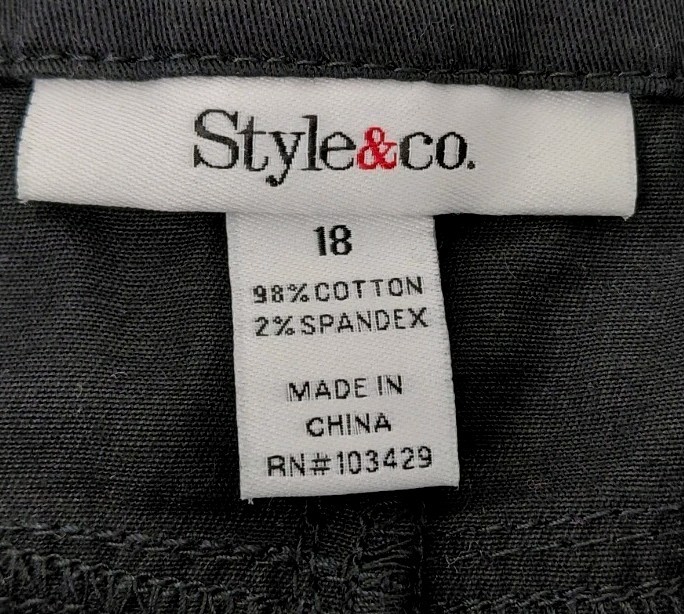 Style&co.
18
98% COTTON
2% SPANDEX
MADE IN
CHINA
RN#103429